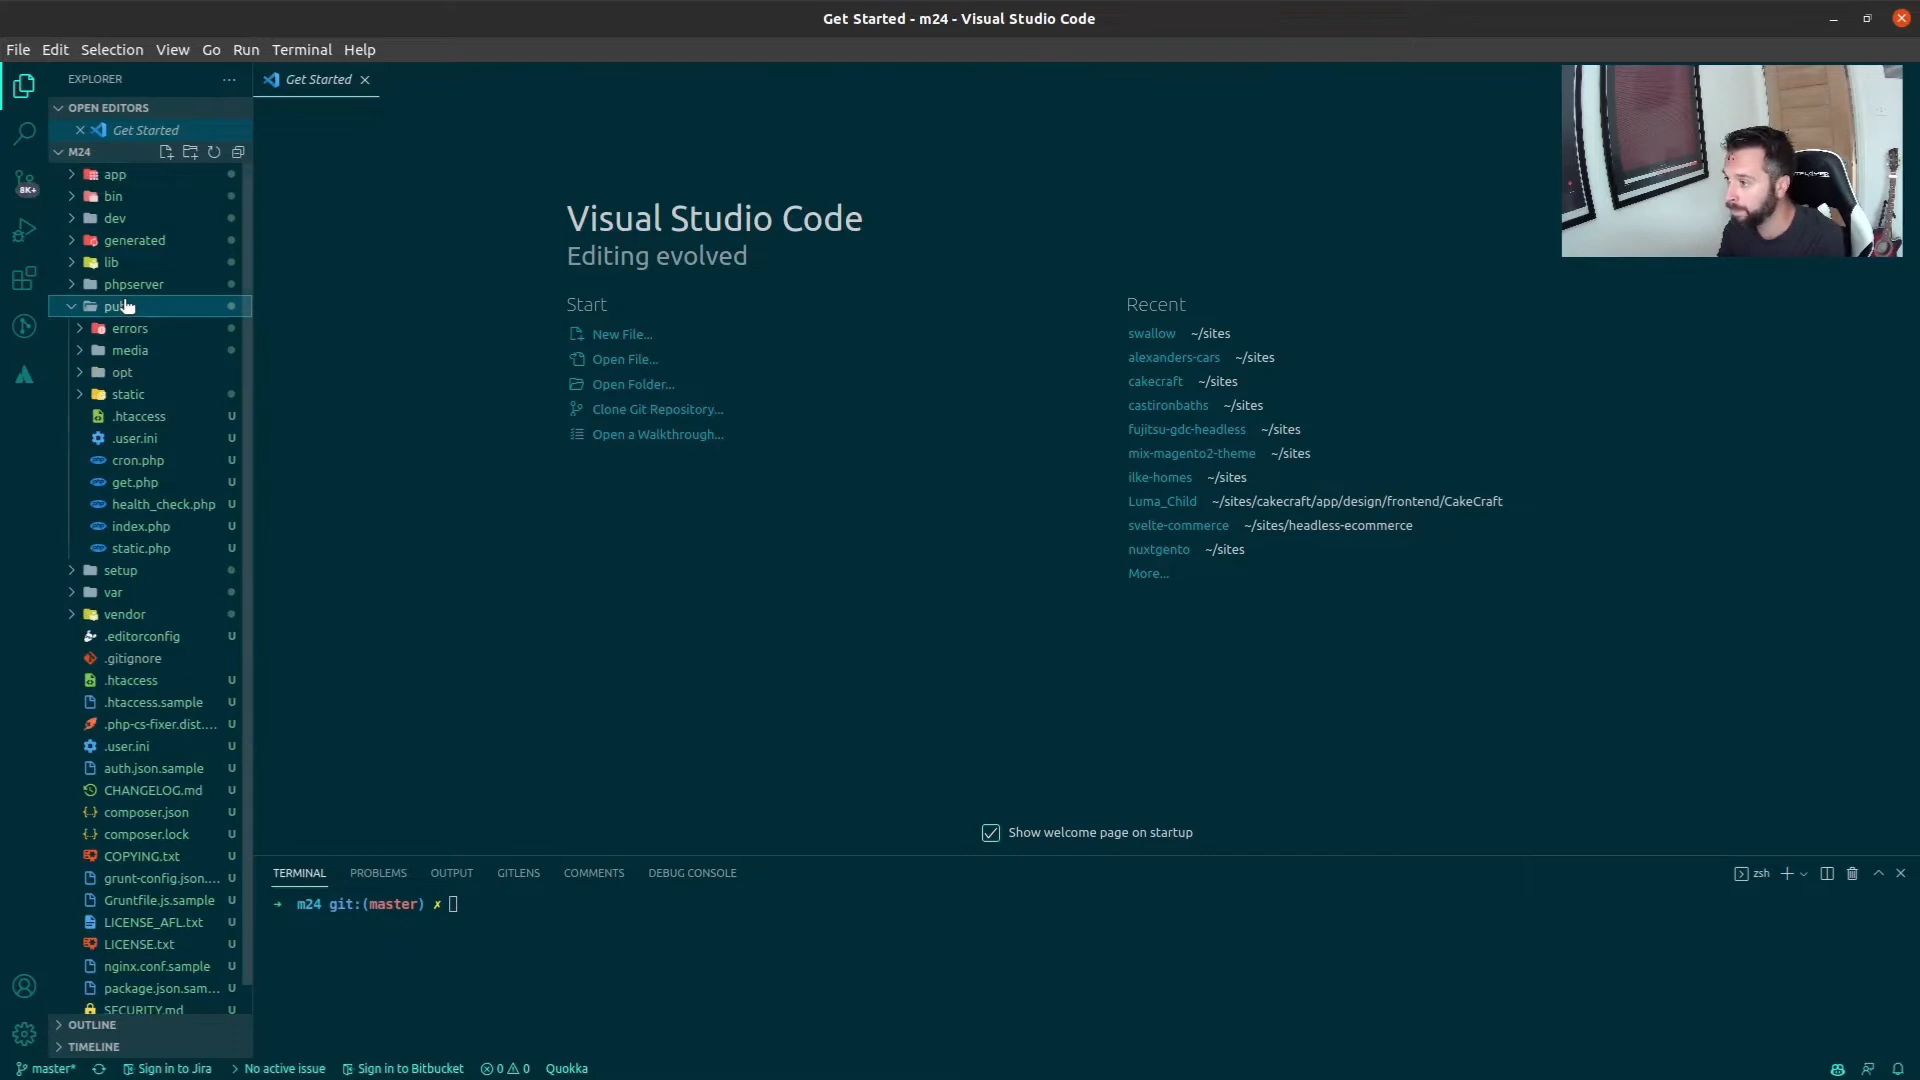 Get Started - m24 - Visual Studio Code
File Edit Selection View Go Run Terminal Help
EXPLORER
Get Started
OPEN EDITORS
Get Started
M24
8K+
app
bin
dev
generated
lib
phpserver
errors
media
opt
static
.htaccess U
.user.ini U
cron.php U
get.php U
health_check.php U
index.php U
static.php U
setup
var
vendor
.editorconfig U
.gitignore
.htaccess U
.htaccess.sample U
.php-cs-fixer.dist.... U
.user.ini U
auth.json.sample U
CHANGELOG.md U
composer.json U
composer.lock U
COPYING.txt U
grunt-config.json.... U
Gruntfile.js.sample U
LICENSE_AFL.txt U
LICENSE.txt U
nginx.conf.sample U
package.json.sam... U
SECURITY.md U
OUTLINE
TIMELINE
Visual Studio Code
Editing evolved
Start
New File...
Open File...
Open Folder...
Clone Git Repository...
Open a Walkthrough...
Recent
swallow ~/sites
alexanders-cars ~/sites
cakecraft ~/sites
castironbaths ~/sites
fujitsu-gdc-headless ~/sites
mix-magento2-theme ~/sites
ilke-homes ~/sites
Luma_Child ~/sites/cakecraft/app/design/frontend/CakeCraft
svelte-commerce ~/sites/headless-ecommerce
nuxtgento ~/sites
More...
Show welcome page on startup
TERMINAL PROBLEMS OUTPUT GITLENS COMMENTS DEBUG CONSOLE
zsh
→ m24 git:(master) ✗
master* Sign in to Jira No active issue Sign in to Bitbucket 0 0 Quokka